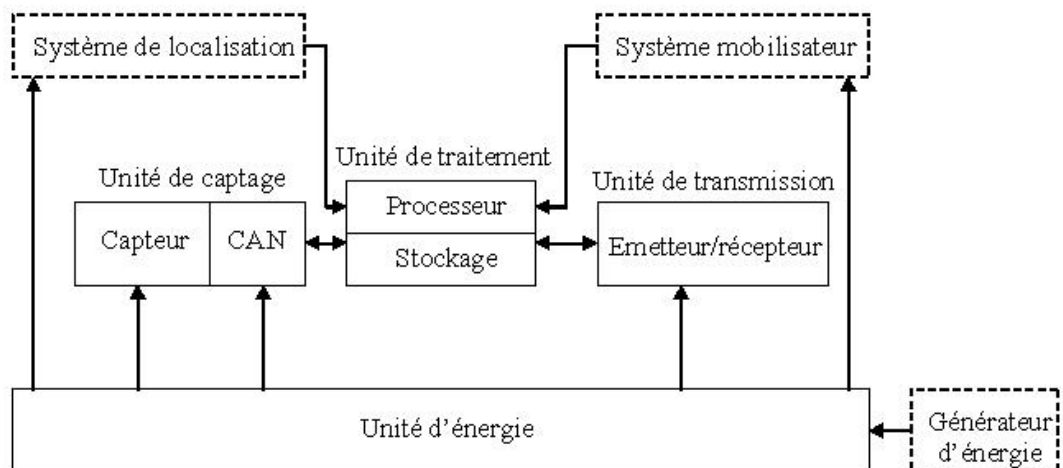 Système de localisation
Système mobilisateur
Unité de traitement
Unité de captage
Unité de transmission
Processeur
Capteur
CAN
Stockage
Emetteur/récepteur
Unité d'énergie
Générateur
d'énergie